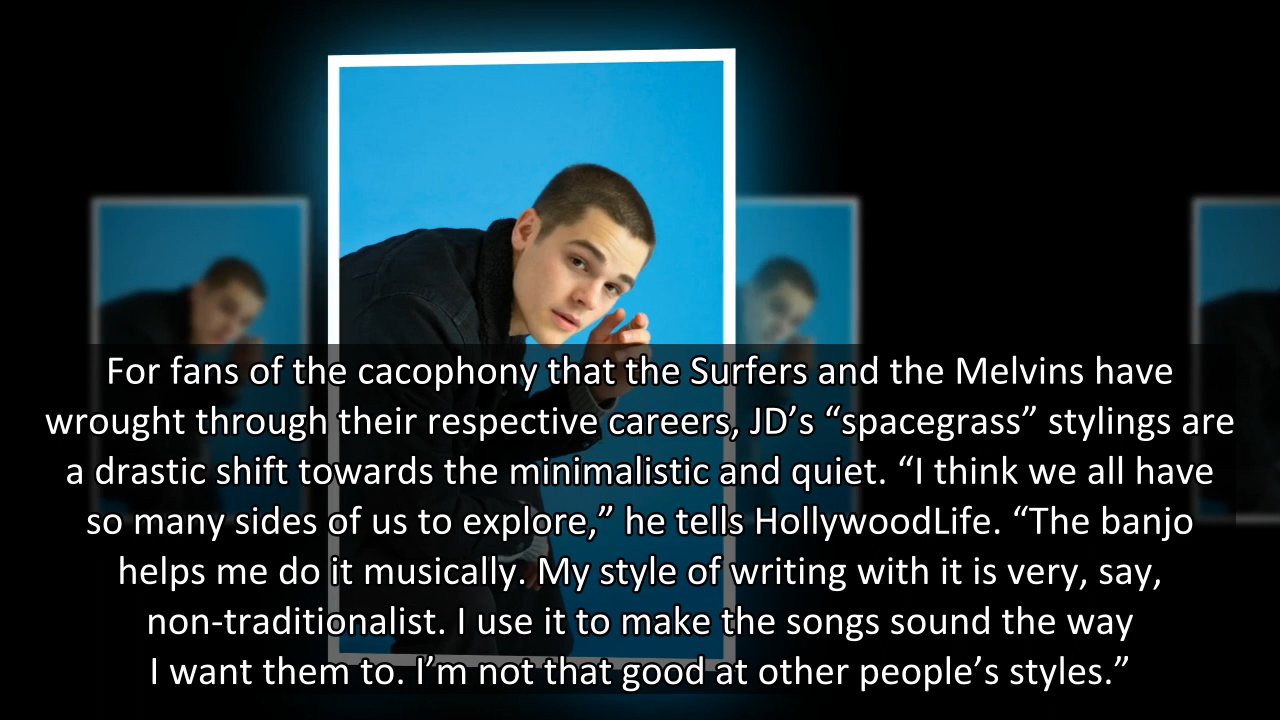 For fans of the cacophony that the Surfers and the Melvins have
wrought through their respective careers, JD’s “spacegrass” stylings are
a drastic shift towards the minimalistic and quiet. “I think we all have
so many sides of us to explore,” he tells HollywoodLife. “The banjo
helps me do it musically. My style of writing with it is very, say,
non-traditionalist. I use it to make the songs sound the way
I want them to. I’m not that good at other people’s styles.”